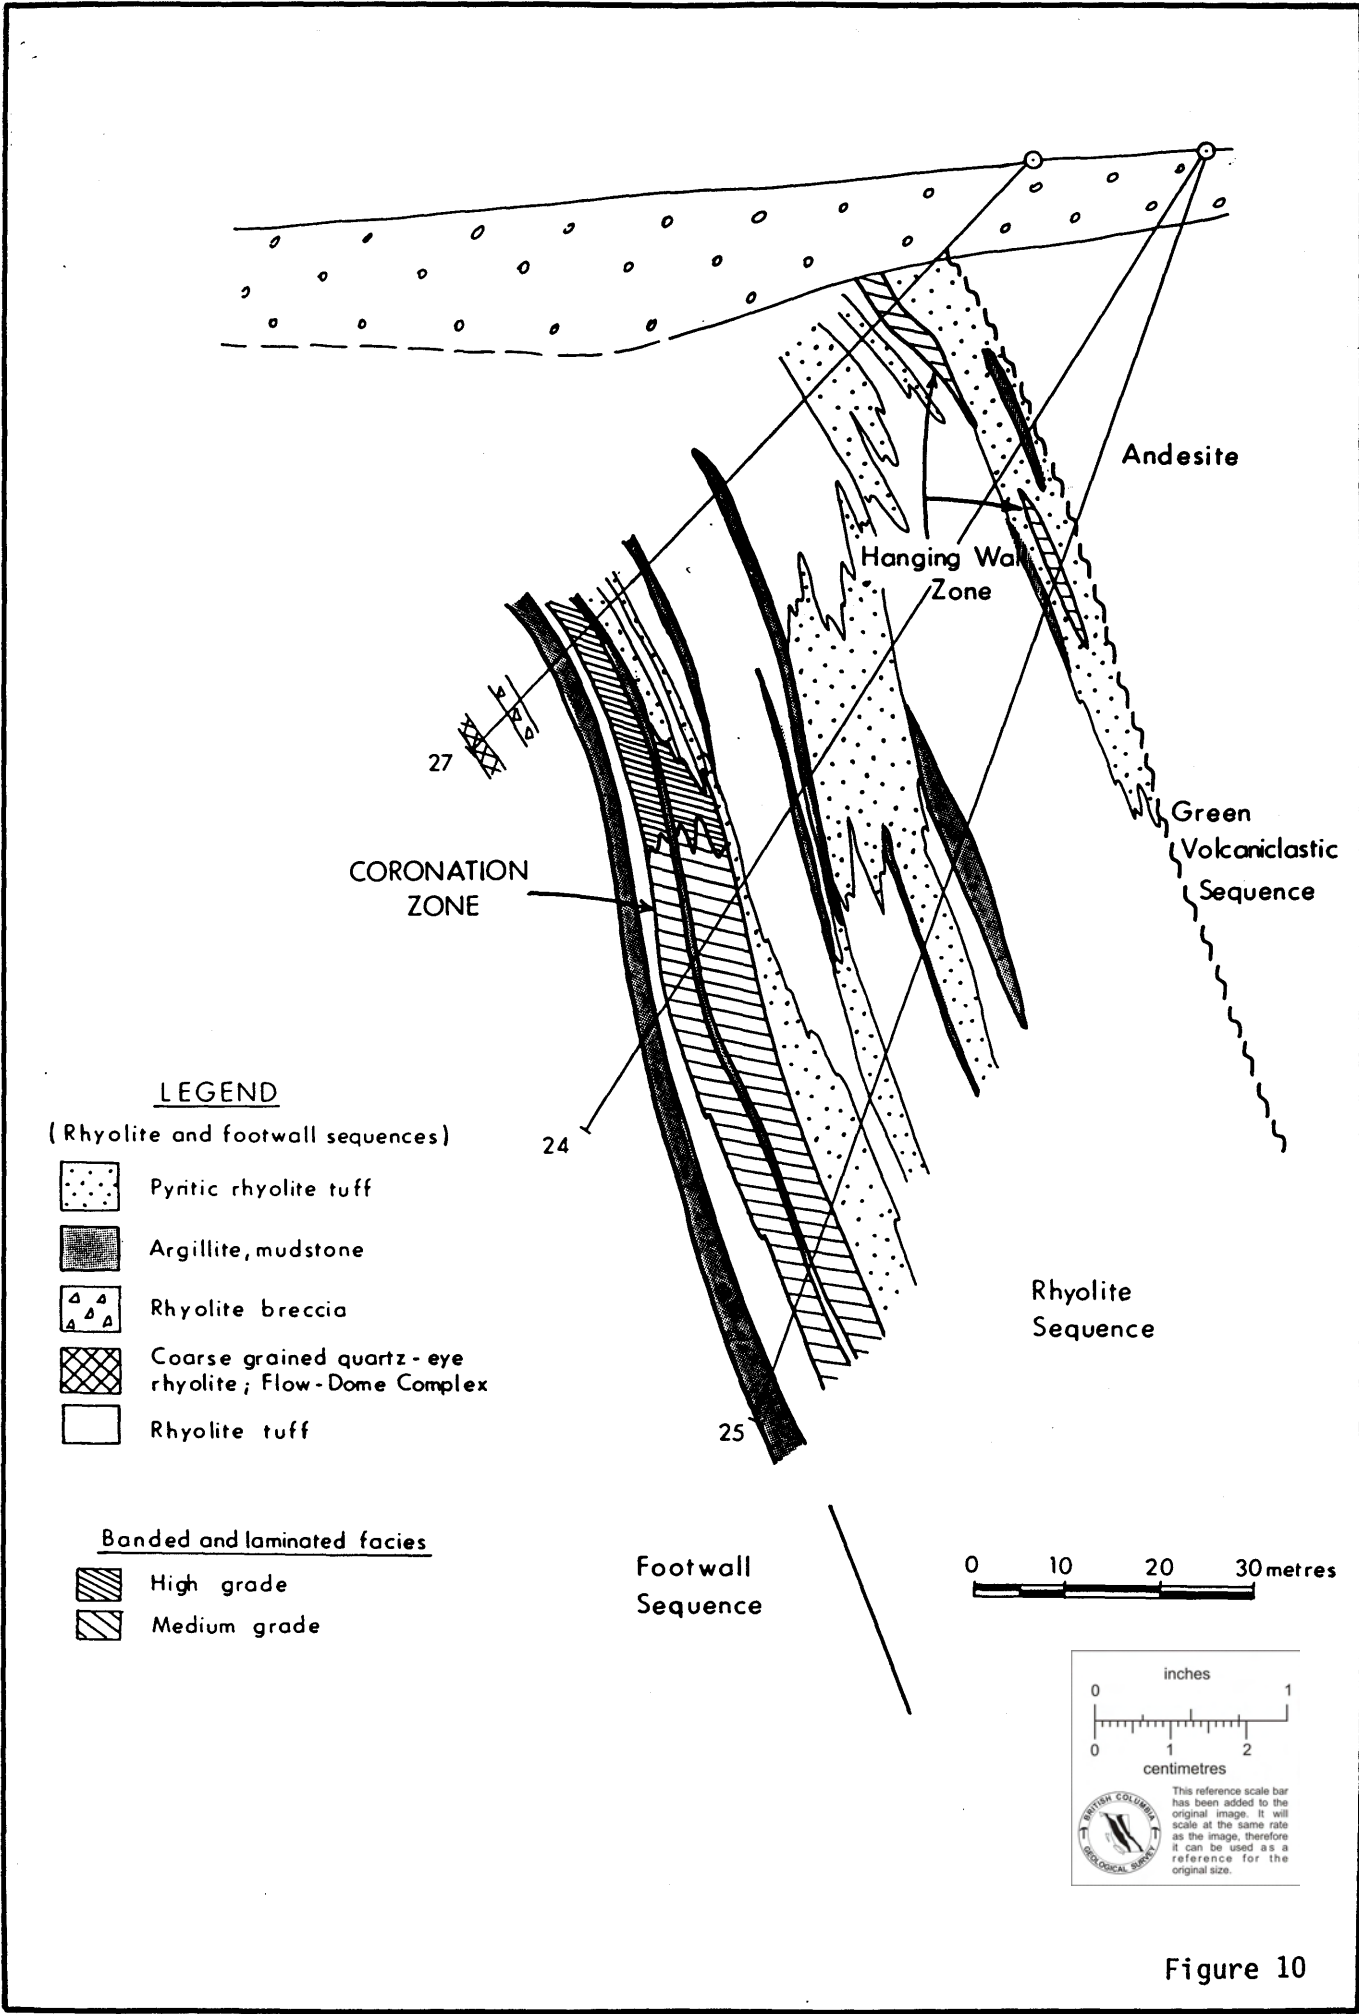 Andesite
Hanging Wall
Zone
27
Green
Volcaniclastic
Sequence
CORONATION
ZONE
24
LEGEND
(Rhyolite and footwall sequences)
Pyritic rhyolite tuff
Argillite, mudstone
Rhyolite breccia
Coarse grained quartz-eye
rhyolite; Flow-Dome Complex
Rhyolite tuff
Rhyolite
Sequence
25
Banded and laminated facies
High grade
Medium grade
Footwall
Sequence
0 10 20 30 metres
inches
0 1
0 1 2
centimetres
This reference scale bar
has been added to the
original image. It will
scale at the same rate
as the image, therefore
it can be used as a
reference for the
original size.
BRITISH COLUMBIA
GEOLOGICAL SURVEY
Figure 10